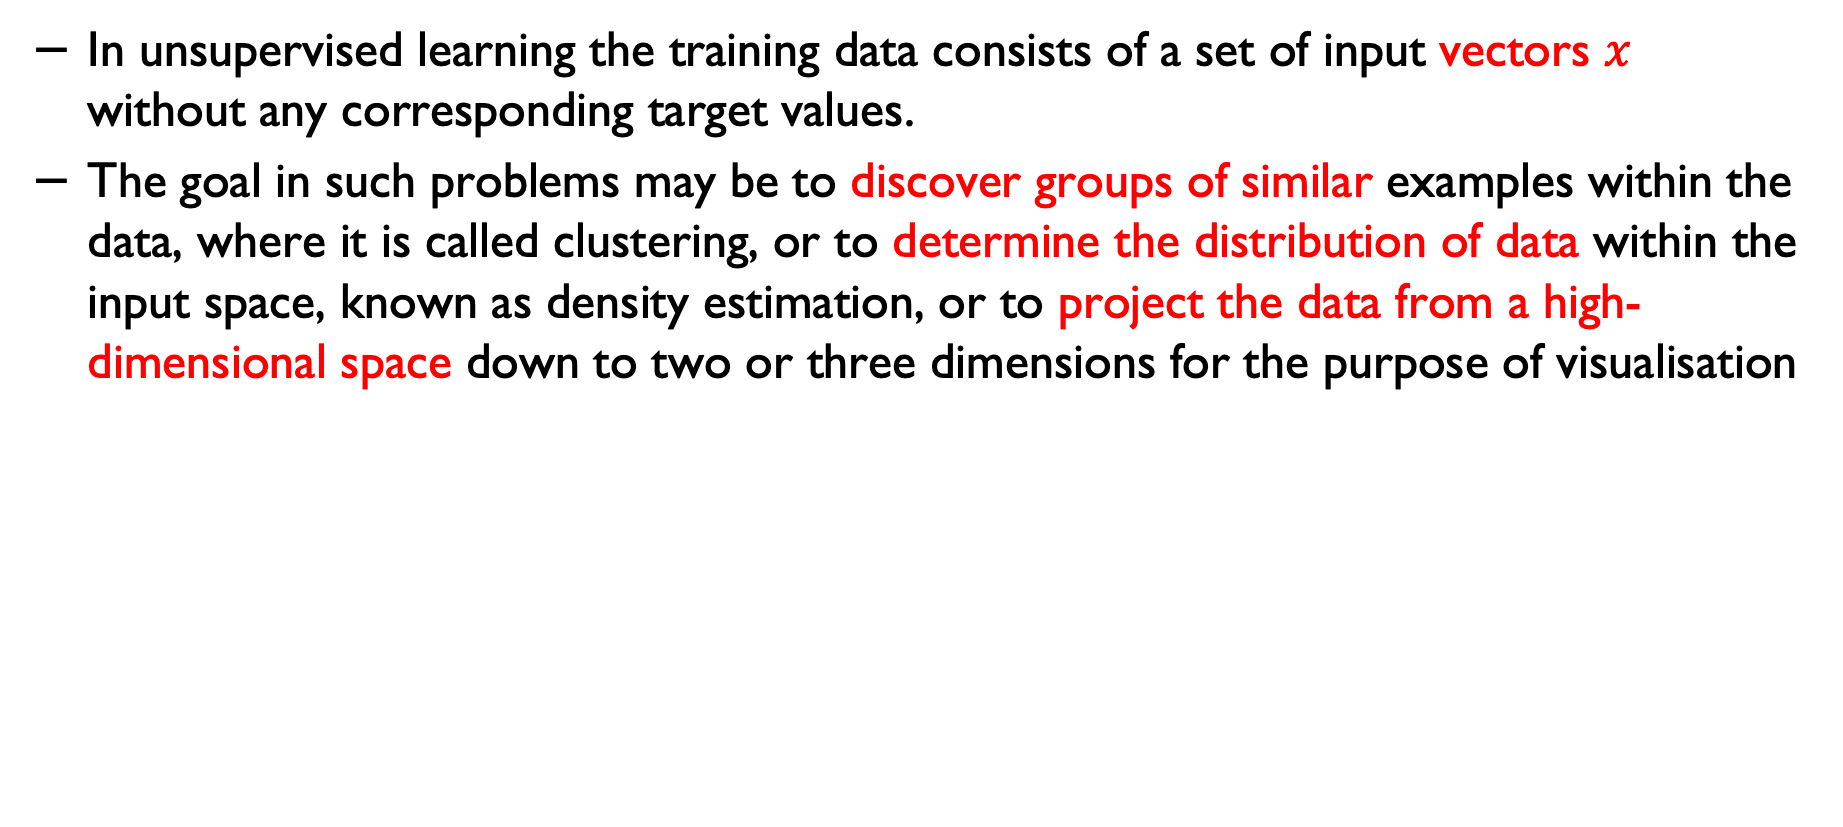 – In unsupervised learning the training data consists of a set of input vectors x
without any corresponding target values.
– The goal in such problems may be to discover groups of similar examples within the
data, where it is called clustering, or to determine the distribution of data within the
input space, known as density estimation, or to project the data from a high-
dimensional space down to two or three dimensions for the purpose of visualisation